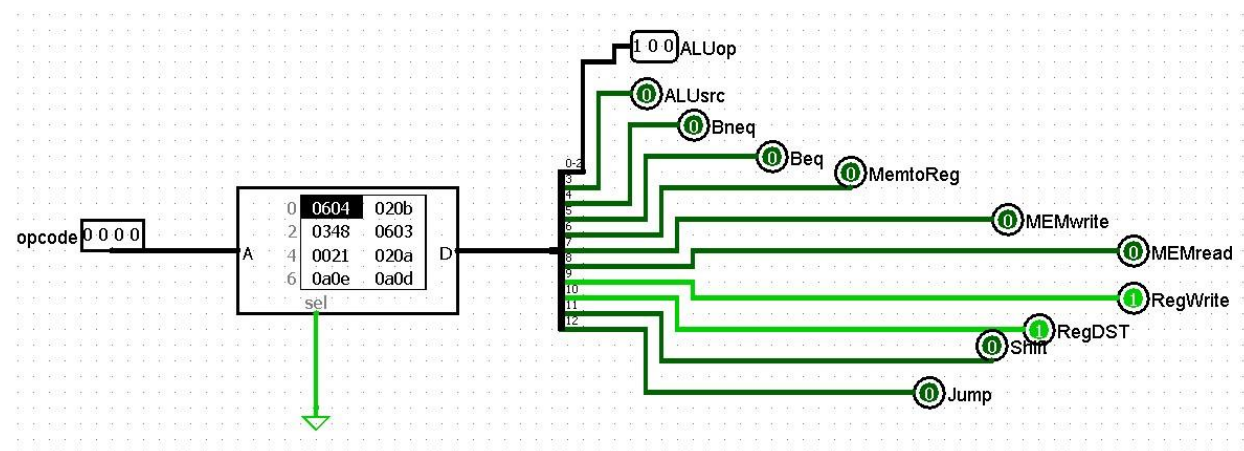 1 0 0 ALUop
0 ALUsrc
0 Bneq
0 Beq
0 MemtoReg
0 MEMwrite
0 MEMread
1 RegWrite
1 RegDST
0 Shift
0 Jump
0-2
3
4
5
6
7
8
9
10
11
12
opcode 0 0 0 0
A
D
0 0604 020b
2 0348 0603
4 0021 020a
6 0a0e 0a0d
sel